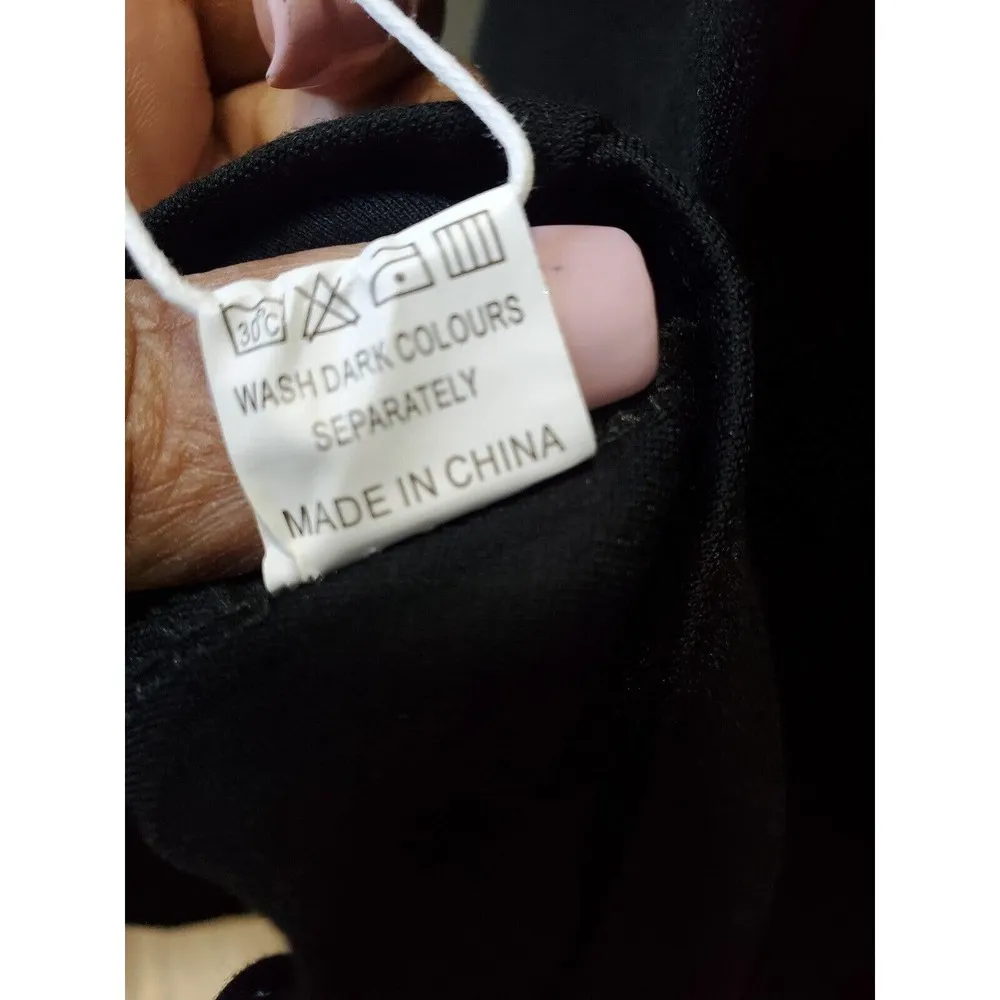 30°C
WASH DARK COLOURS
SEPARATELY
MADE IN CHINA